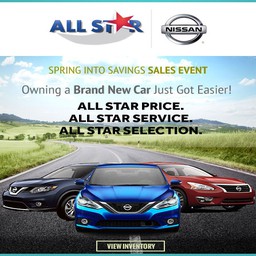 ALL STAR
NISSAN
SPRING INTO SAVINGS SALES EVENT
Owning a Brand New Car Just Got Easier!
ALL STAR PRICE.
ALL STAR SERVICE.
ALL STAR SELECTION.
VIEW INVENTORY